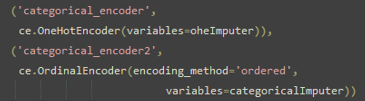 ('categorical_encoder',
ce.OneHotEncoder(variables=oheImputer)),
('categorical_encoder2',
ce.OrdinalEncoder(encoding_method='ordered',
variables=categoricalImputer))